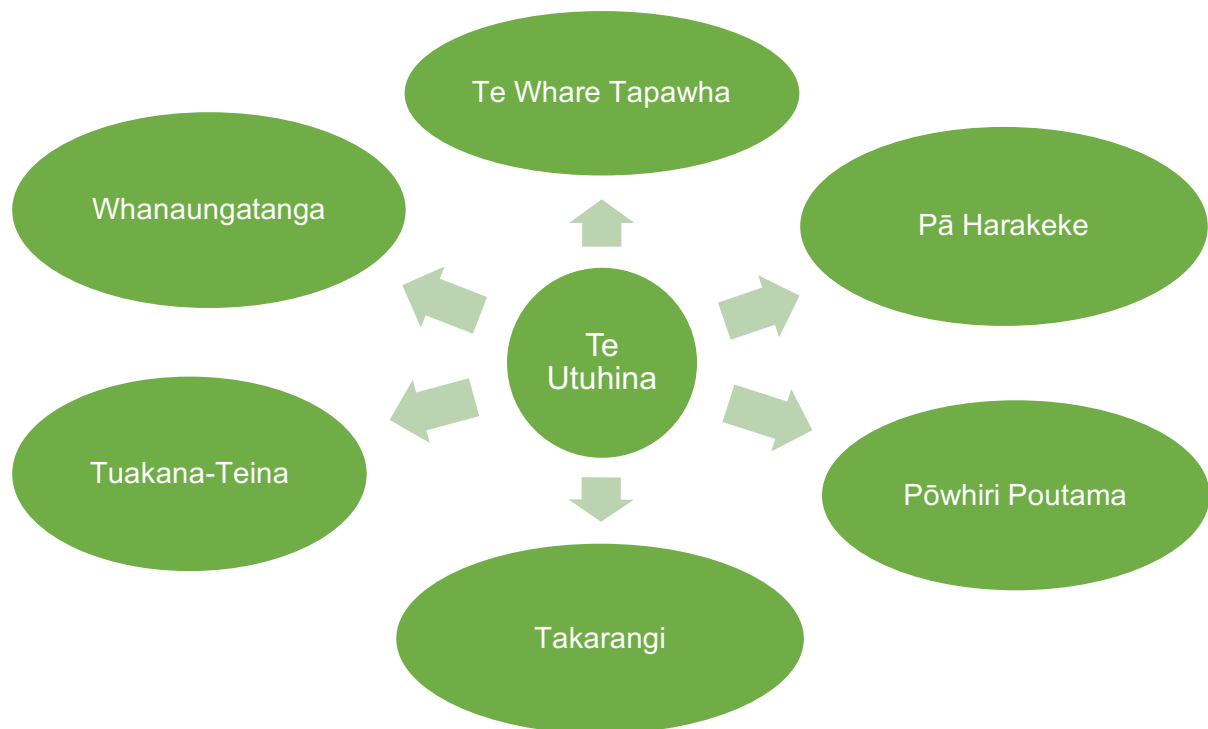 Te Whare Tapawha
Whanaungatanga
Pā Harakeke
Te
Utuhina
Tuakana-Teina
Pōwhiri Poutama
Takarangi